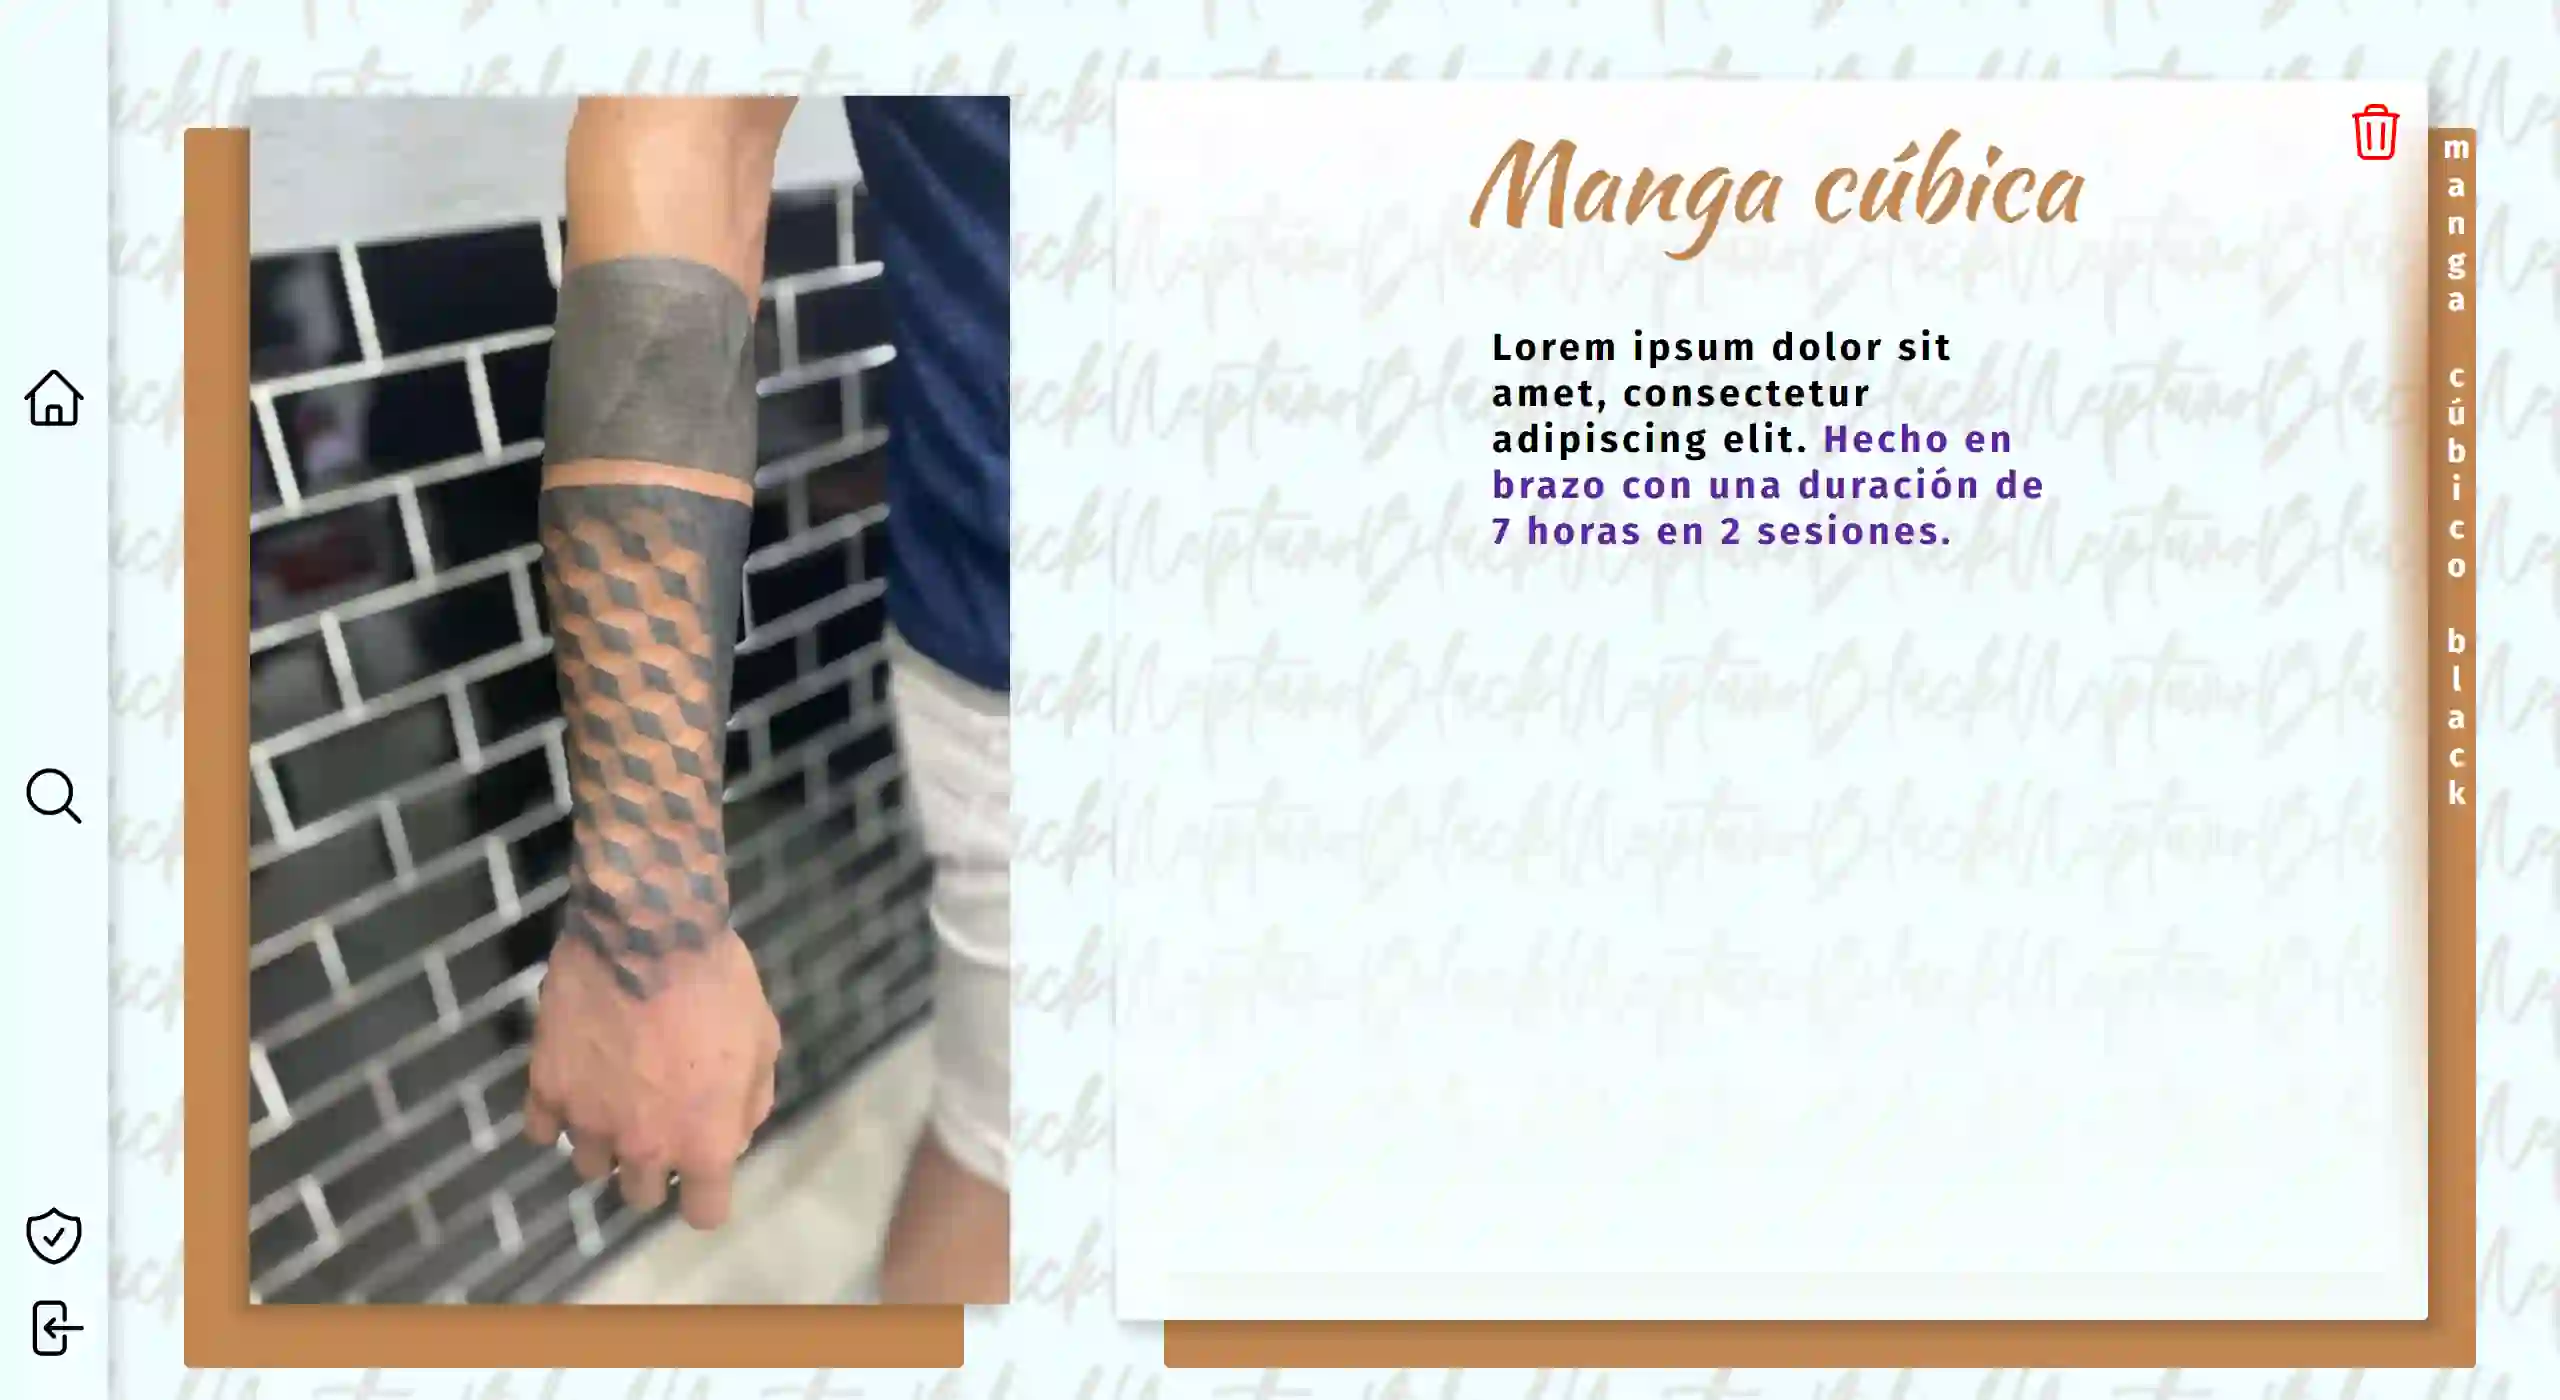 Manga cúbica
Lorem ipsum dolor sit
amet, consectetur
adipiscing elit. Hecho en
brazo con una duración de
7 horas en 2 sesiones.
manga cúbico black